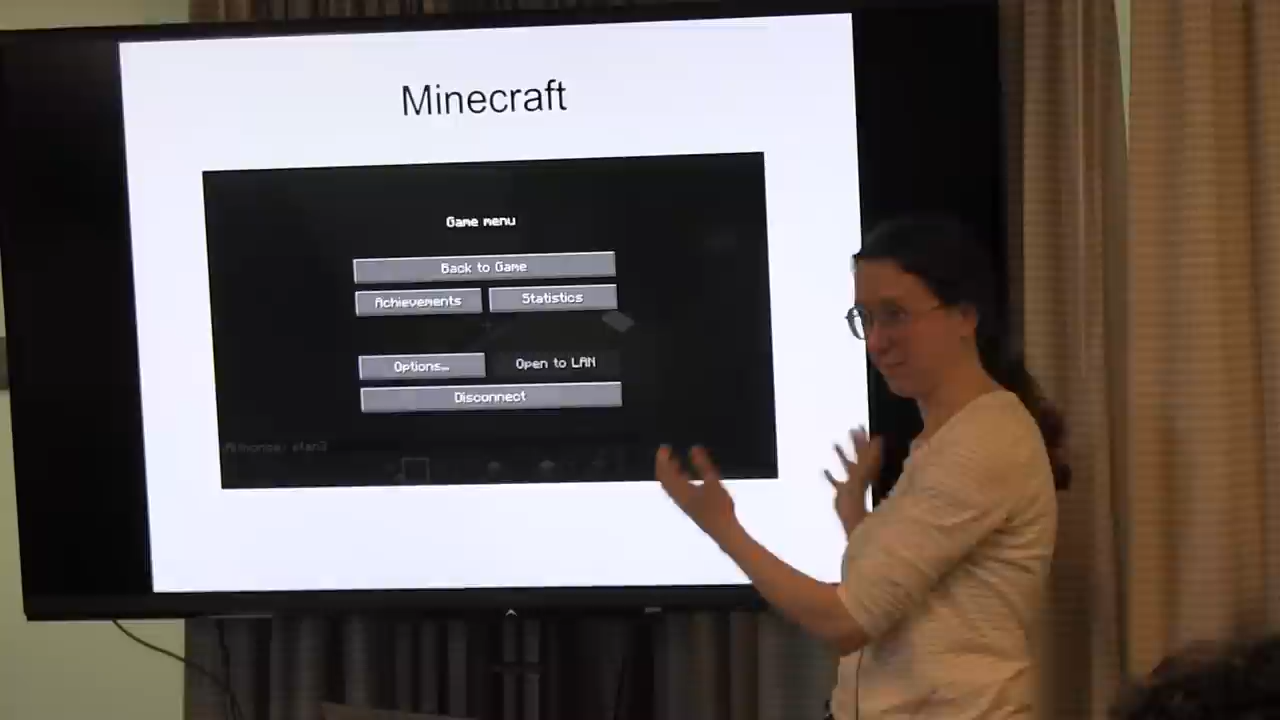 Minecraft
Game menu
Back to Game
Achievements Statistics
Options... Open to LAN
Disconnect